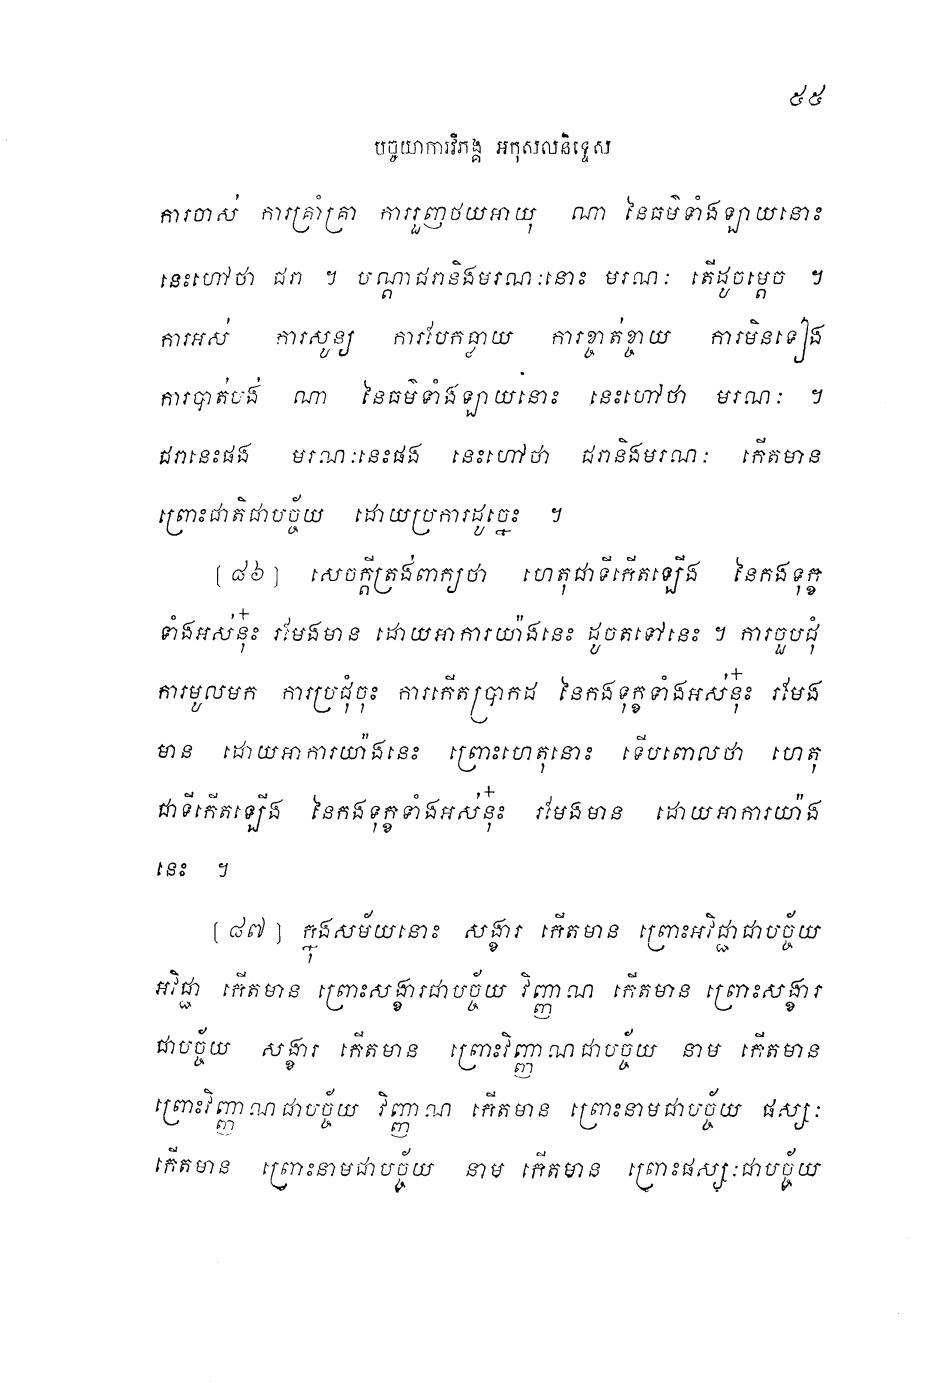 ៥៥
បច្ចយាការវិភង្គ អកុសលនិទ្ទេស
ការចាស់ ការគ្រាំគ្រា ការរួញថយអាយុ ណា នៃធម៌ទាំងឡាយនោះ
នេះហៅថា ជរា ។ បណ្តាជរានិងមរណៈនោះ មរណៈ តើដូចម្តេច ។
ការអស់ ការសូន្យ ការបែកធ្លាយ ការខ្ចាត់ខ្ចាយ ការមិនទៀង
ការបាត់បង់ ណា នៃធម៌ទាំងឡាយនោះ នេះហៅថា មរណៈ ។
ជរានេះផង មរណៈនេះផង នេះហៅថា ជរានិងមរណៈ កើតមាន
ព្រោះជាតិជាបច្ច័យ ដោយប្រការដូច្នេះ ។
[៨៦] សេចក្តីត្រង់ពាក្យថា ហេតុជាទីកើតឡើង នៃកងទុក្ខ
ទាំងអស់នុ៎ះ រមែងមាន ដោយអាការយ៉ាងនេះ ដូចតទៅនេះ ។ ការចួបជុំ
ការមូលមក ការប្រជុំចុះ ការកើតប្រាកដ នៃកងទុក្ខទាំងអស់នុ៎ះ រមែង
មាន ដោយអាការយ៉ាងនេះ ព្រោះហេតុនោះ ទើបពោលថា ហេតុ
ជាទីកើតឡើង នៃកងទុក្ខទាំងអស់នុ៎ះ រមែងមាន ដោយអាការយ៉ាង
នេះ ។
[៨៧] ក្នុងសម័យនោះ សង្ខារ កើតមាន ព្រោះអវិជ្ជាជាបច្ច័យ
អវិជ្ជា កើតមាន ព្រោះសង្ខារជាបច្ច័យ វិញ្ញាណ កើតមាន ព្រោះសង្ខារ
ជាបច្ច័យ សង្ខារ កើតមាន ព្រោះវិញ្ញាណជាបច្ច័យ នាម កើតមាន
ព្រោះវិញ្ញាណជាបច្ច័យ វិញ្ញាណ កើតមាន ព្រោះនាមជាបច្ច័យ ផស្សៈ
កើតមាន ព្រោះនាមជាបច្ច័យ នាម កើតមាន ព្រោះផស្សៈជាបច្ច័យ